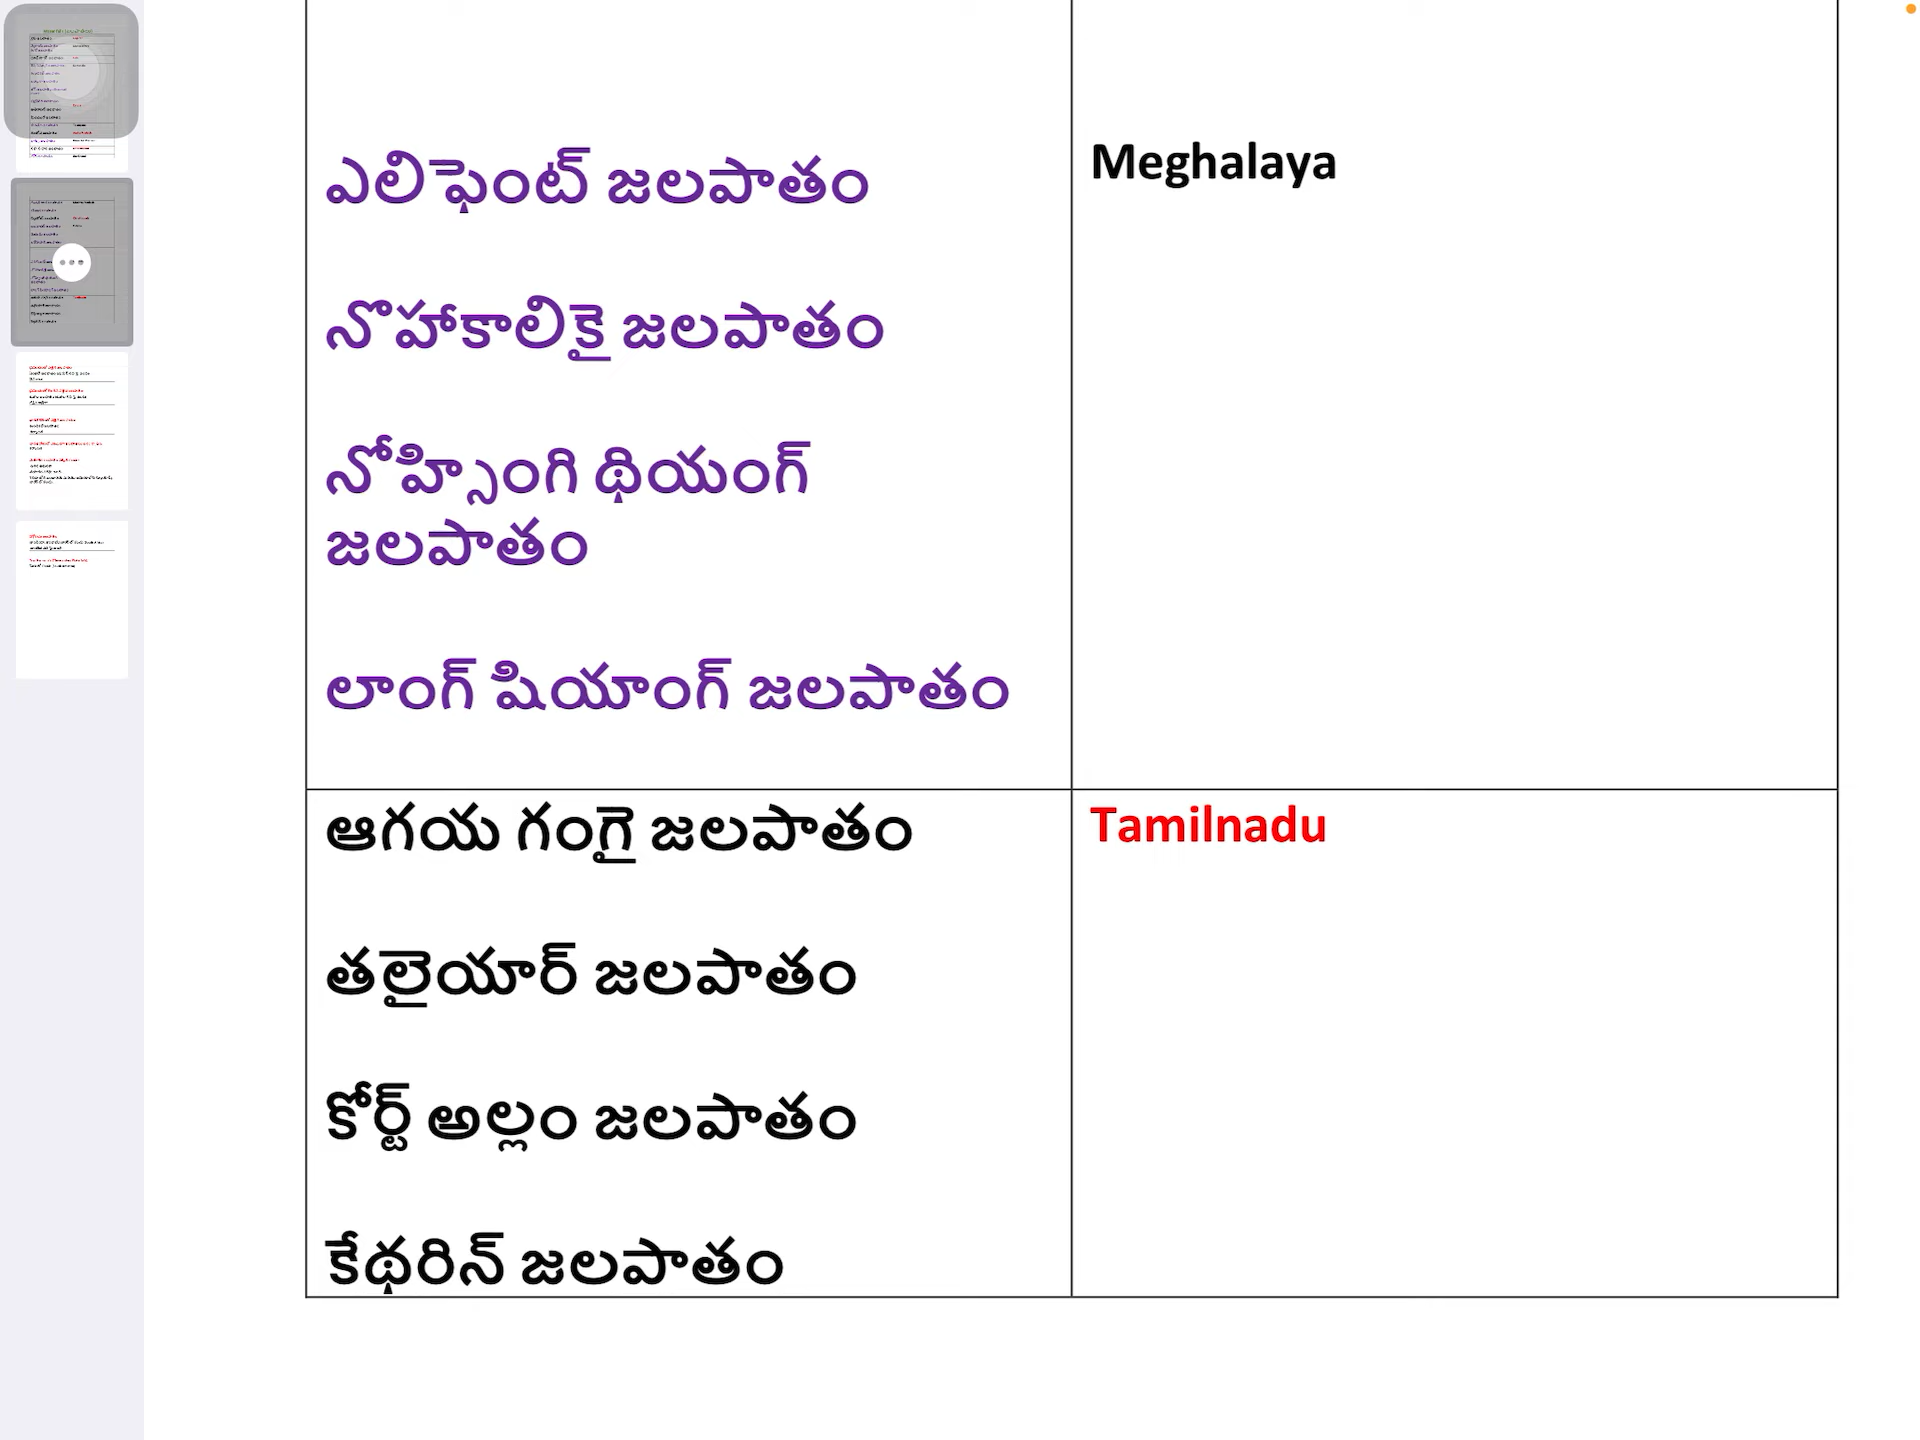 ఎలిఫెంట్ జలపాతం
Meghalaya
నొహాకాలికై జలపాతం
నోహ్సింగి థియంగ్
జలపాతం
లాంగ్ షియాంగ్ జలపాతం
ఆగయ గంగై జలపాతం
Tamilnadu
తలైయార్ జలపాతం
కోర్ట్ అల్లం జలపాతం
కేథరిన్ జలపాతం